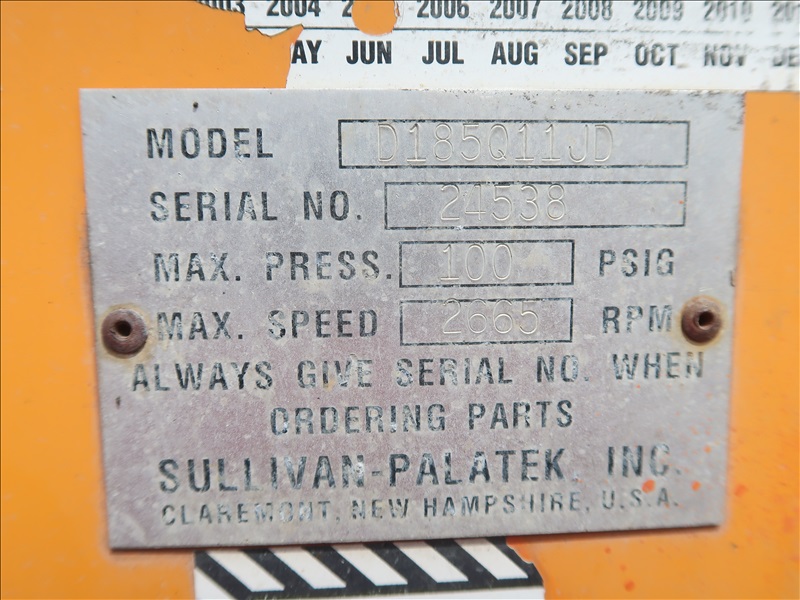 2003 2004 2006 2007 2008 2009 2010
JUN JUL AUG SEP OCT NOV
MODEL D185Q11JD
SERIAL NO. 24538
MAX. PRESS. 100 PSIG
MAX. SPEED 2665 RPM
ALWAYS GIVE SERIAL NO. WHEN
ORDERING PARTS
SULLIVAN-PALATEK, INC.
CLAREMONT, NEW HAMPSHIRE, U.S.A.